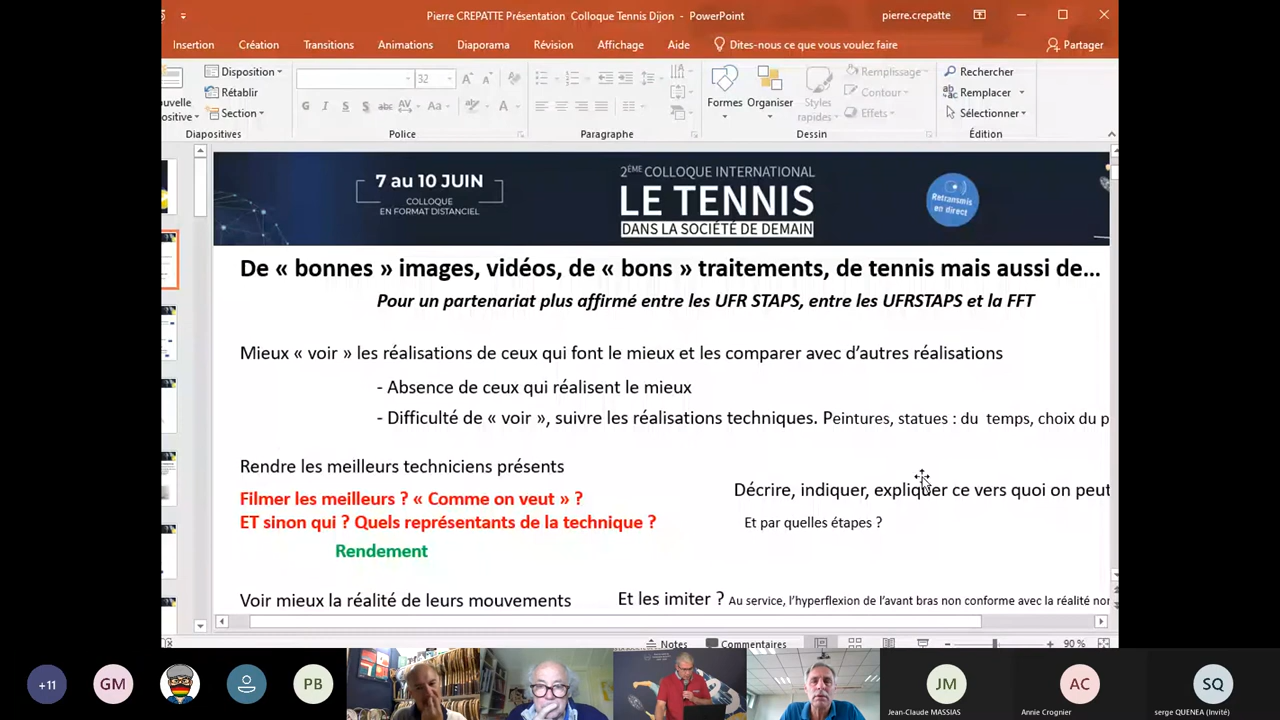 Pierre CREPATTE Présentation Colloque Tennis Dijon - PowerPoint
pierre.crepatte
Insertion Création Transitions Animations Diaporama Révision Affichage Aide Dites-nous ce que vous voulez faire Partager
Disposition
Rétablir
Section
Diapositives
32
G I S S abc AV Aa A
Police
Paragraphe
Formes
Organiser
Styles
rapides
Remplissage
Contour
Effets
Dessin
Rechercher
Remplacer
Sélectionner
Édition
7 au 10 JUIN
COLLOQUE
EN FORMAT DISTANCIEL
2ÈME COLLOQUE INTERNATIONAL
LE TENNIS
DANS LA SOCIÉTÉ DE DEMAIN
Retransmis
en direct
De « bonnes » images, vidéos, de « bons » traitements, de tennis mais aussi de...
Pour un partenariat plus affirmé entre les UFR STAPS, entre les UFRSTAPS et la FFT
Mieux « voir » les réalisations de ceux qui font le mieux et les comparer avec d’autres réalisations
- Absence de ceux qui réalisent le mieux
- Difficulté de « voir », suivre les réalisations techniques. Peintures, statues : du temps, choix du p
Rendre les meilleurs techniciens présents
Filmer les meilleurs ? « Comme on veut » ?
Décrire, indiquer, expliquer ce vers quoi on peut
ET sinon qui ? Quels représentants de la technique ?
Et par quelles étapes ?
Rendement
Voir mieux la réalité de leurs mouvements
Et les imiter ? Au service, l’hyperflexion de l’avant bras non conforme avec la réalité
Notes Commentaires 90 %
+11 GM PB JM AC SQ
Jean-Claude MASSIAS Annie Crognier serge QUENEA (Invité)